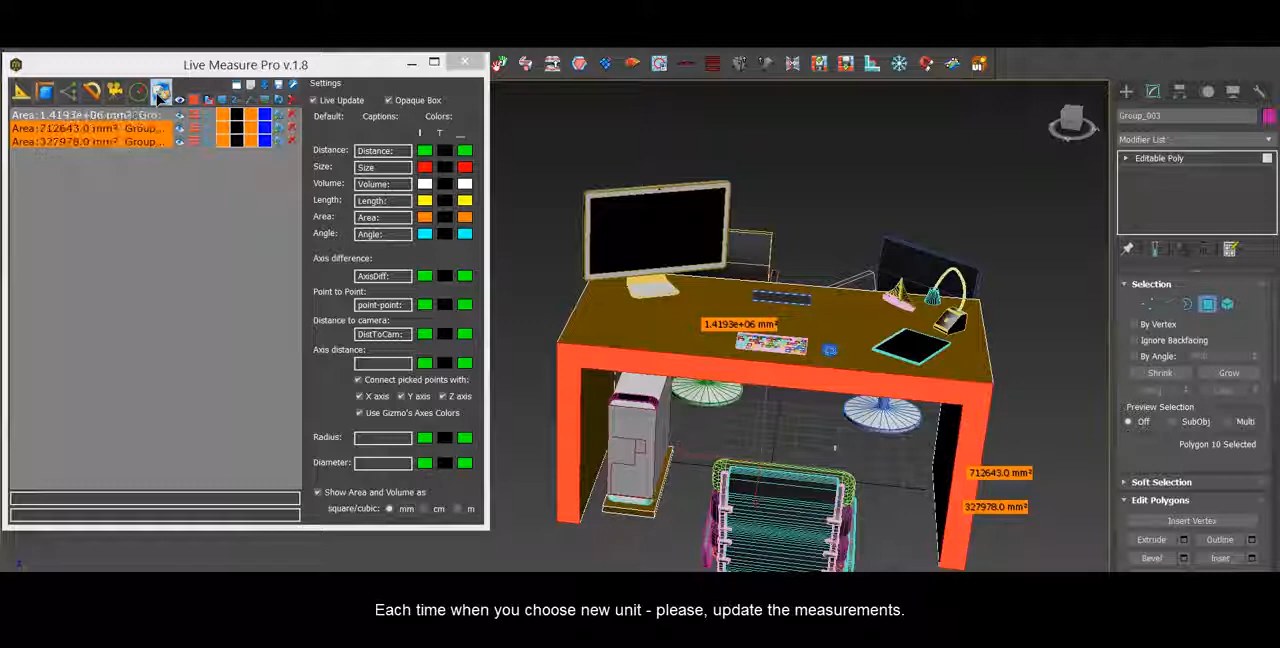 Live Measure Pro v.1.8
Settings
Live Update
Opaque Box
Default:
Captions:
Colors:
I T _
Distance:
Distance:
Size:
Size
Volume:
Volume:
Length:
Length:
Area:
Area:
Angle:
Angle:
Axis difference:
AxisDiff:
Point to Point:
point-point:
Distance to camera:
DistToCam:
Axis distance:
Connect picked points with:
X axis
Y axis
Z axis
Use Gizmo's Axes Colors
Radius:
Diameter:
Show Area and Volume as
square/cubic:
mm
cm
m
Area:1.4193e+06 mm² Gro
Area:712643.0 mm² Group...
Area:327978.0 mm² Group...
1.4193e+06 mm²
712643.0 mm²
327978.0 mm²
Group_003
Modifier List
Editable Poly
Selection
By Vertex
Ignore Backfacing
By Angle:
Shrink
Grow
Preview Selection
Off
SubObj
Multi
Polygon 10 Selected
Soft Selection
Edit Polygons
Insert Vertex
Extrude
Outline
Bevel
Inset
Each time when you choose new unit - please, update the measurements.